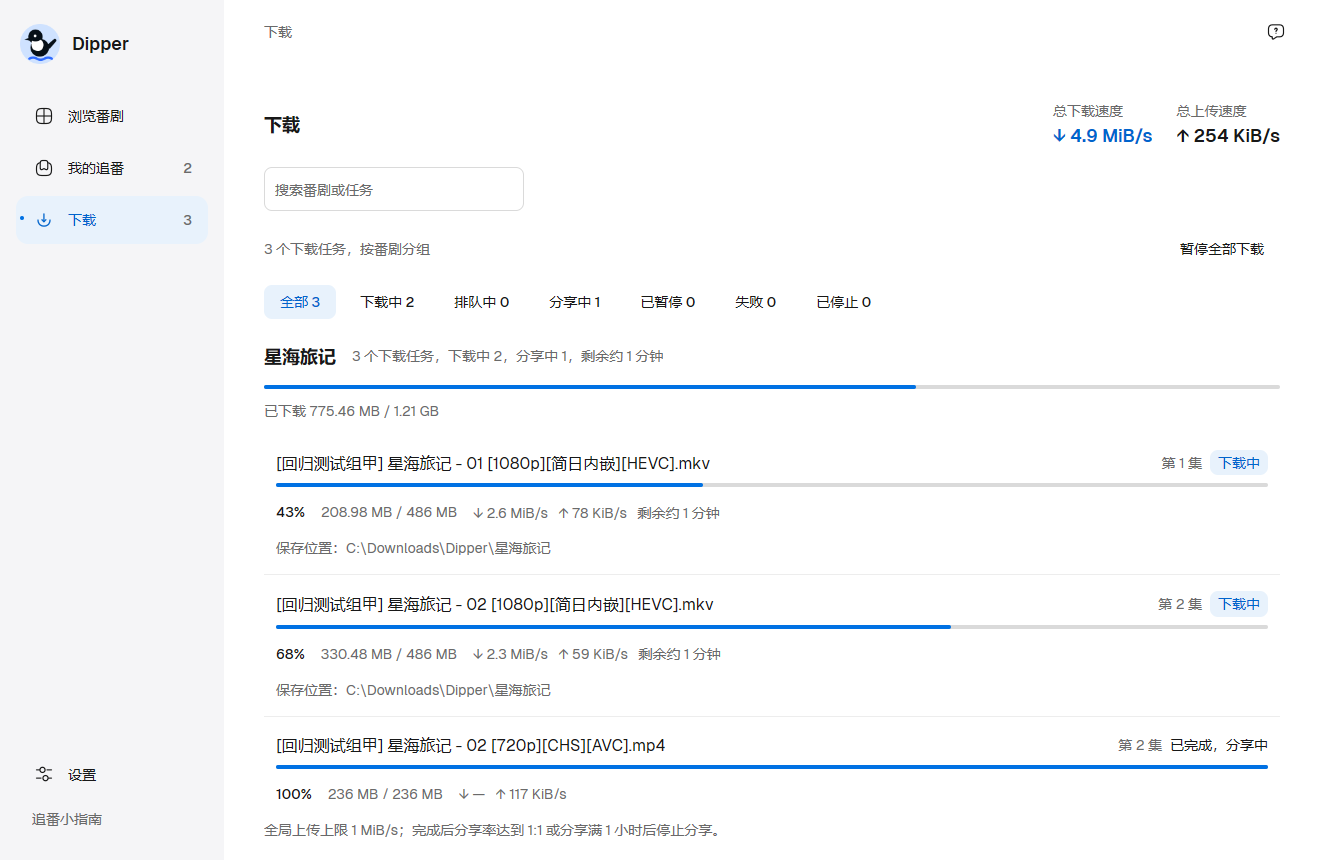 Dipper
浏览番剧
我的追番 2
下载 3
设置
追番小指南
下载
下载
总下载速度 总上传速度
↓ 4.9 MiB/s ↑ 254 KiB/s
搜索番剧或任务
3 个下载任务，按番剧分组 暂停全部下载
全部 3 下载中 2 排队中 0 分享中 1 已暂停 0 失败 0 已停止 0
星海旅记 3 个下载任务，下载中 2，分享中 1，剩余约 1 分钟
已下载 775.46 MB / 1.21 GB
[回归测试组甲] 星海旅记 - 01 [1080p][简日内嵌][HEVC].mkv 第 1 集 下载中
43% 208.98 MB / 486 MB ↓ 2.6 MiB/s ↑ 78 KiB/s 剩余约 1 分钟
保存位置：C:\Downloads\Dipper\星海旅记
[回归测试组甲] 星海旅记 - 02 [1080p][简日内嵌][HEVC].mkv 第 2 集 下载中
68% 330.48 MB / 486 MB ↓ 2.3 MiB/s ↑ 59 KiB/s 剩余约 1 分钟
保存位置：C:\Downloads\Dipper\星海旅记
[回归测试组甲] 星海旅记 - 02 [720p][CHS][AVC].mp4 第 2 集 已完成，分享中
100% 236 MB / 236 MB ↓ — ↑ 117 KiB/s
全局上传上限 1 MiB/s；完成后分享率达到 1:1 或分享满 1 小时后停止分享。